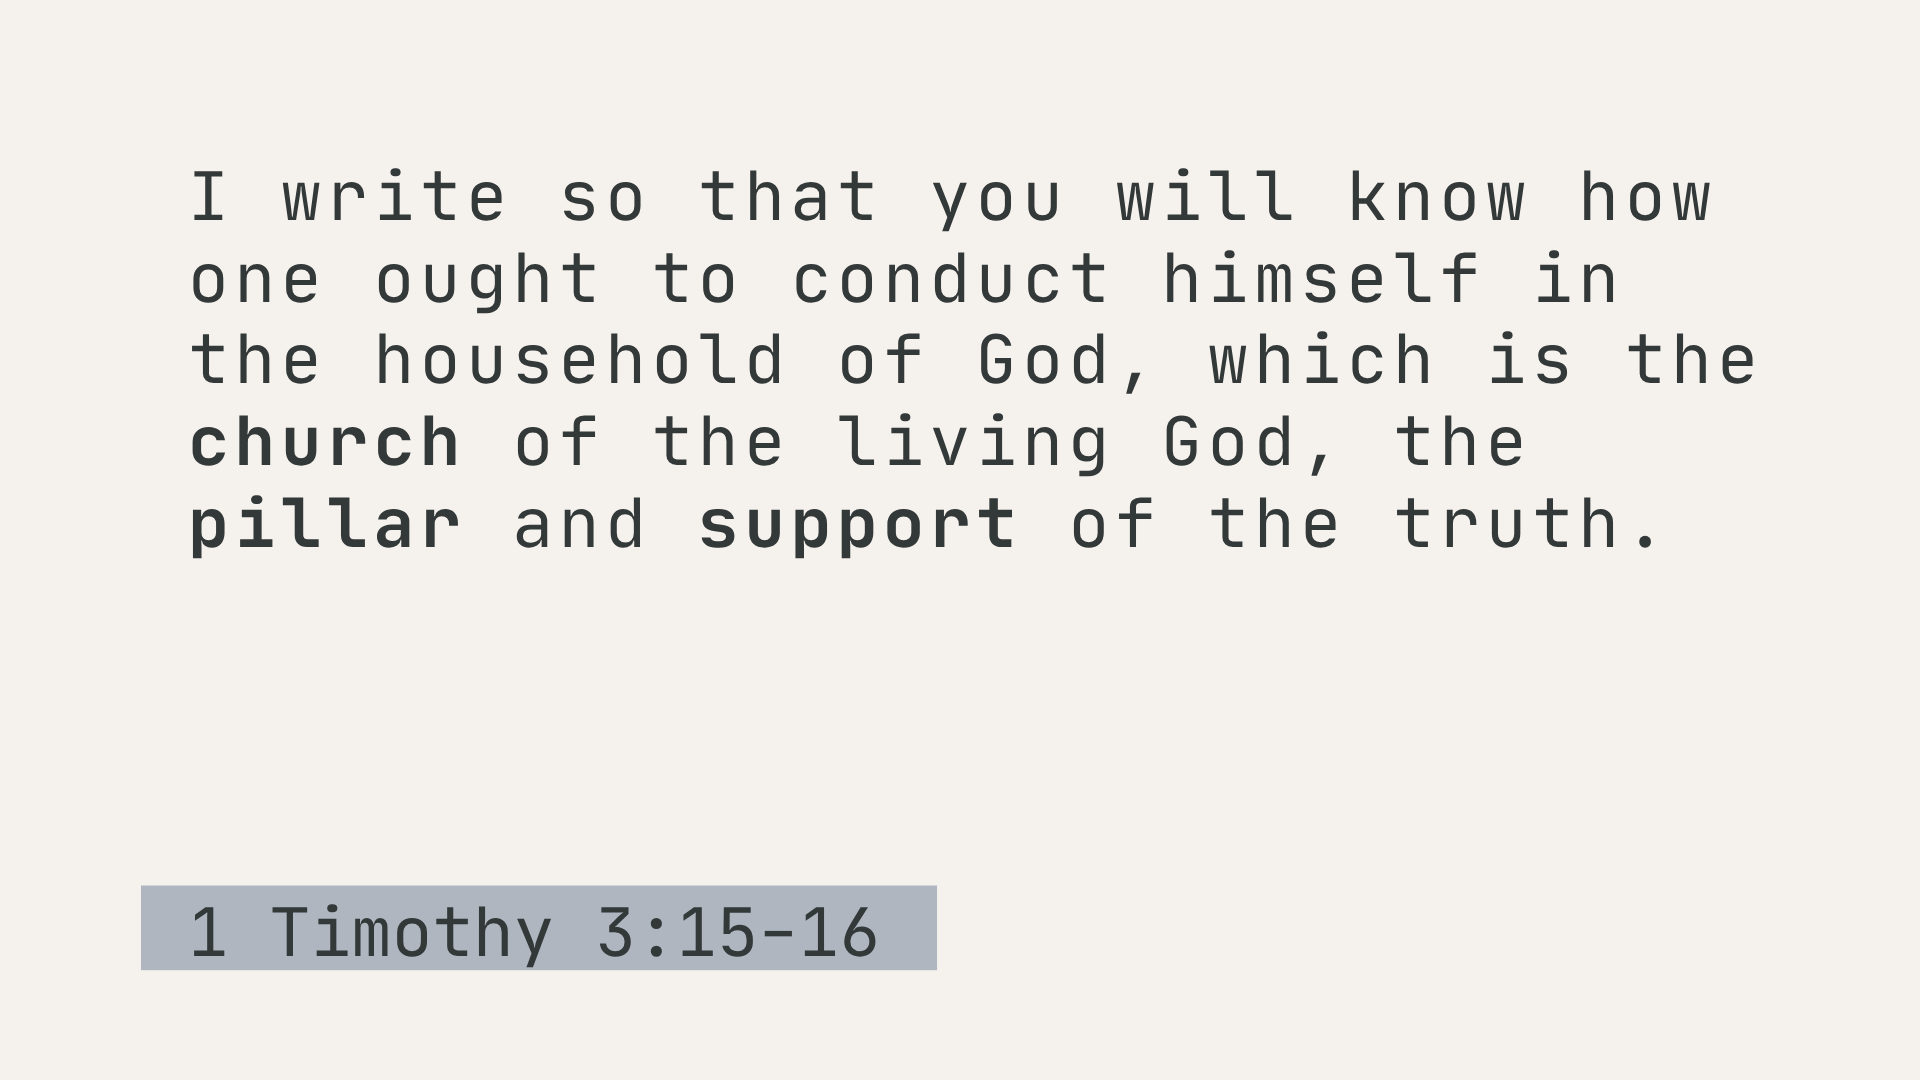 I write so that you will know how
one ought to conduct himself in
the household of God, which is the
church of the living God, the
pillar and support of the truth.
1 Timothy 3:15-16